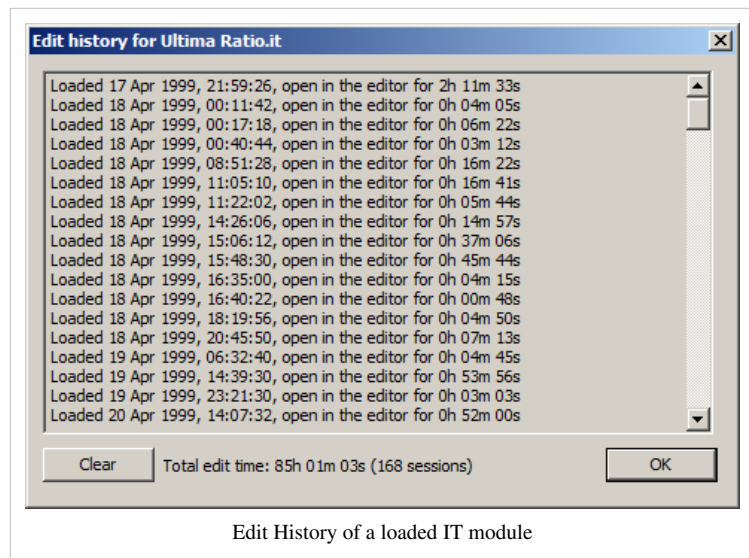 Edit history for Ultima Ratio.it
Loaded 17 Apr 1999, 21:59:26, open in the editor for 2h 11m 33s
Loaded 18 Apr 1999, 00:11:42, open in the editor for 0h 04m 05s
Loaded 18 Apr 1999, 00:17:18, open in the editor for 0h 06m 22s
Loaded 18 Apr 1999, 00:40:44, open in the editor for 0h 03m 12s
Loaded 18 Apr 1999, 08:51:28, open in the editor for 0h 16m 22s
Loaded 18 Apr 1999, 11:05:10, open in the editor for 0h 16m 41s
Loaded 18 Apr 1999, 11:22:02, open in the editor for 0h 05m 44s
Loaded 18 Apr 1999, 14:26:06, open in the editor for 0h 14m 57s
Loaded 18 Apr 1999, 15:06:12, open in the editor for 0h 37m 06s
Loaded 18 Apr 1999, 15:48:30, open in the editor for 0h 45m 44s
Loaded 18 Apr 1999, 16:35:00, open in the editor for 0h 04m 15s
Loaded 18 Apr 1999, 16:40:22, open in the editor for 0h 00m 48s
Loaded 18 Apr 1999, 18:19:56, open in the editor for 0h 04m 50s
Loaded 18 Apr 1999, 20:45:50, open in the editor for 0h 07m 13s
Loaded 19 Apr 1999, 06:32:40, open in the editor for 0h 04m 45s
Loaded 19 Apr 1999, 14:39:30, open in the editor for 0h 53m 56s
Loaded 19 Apr 1999, 23:21:30, open in the editor for 0h 03m 03s
Loaded 20 Apr 1999, 14:07:32, open in the editor for 0h 52m 00s
Clear
Total edit time: 85h 01m 03s (168 sessions)
OK
Edit History of a loaded IT module